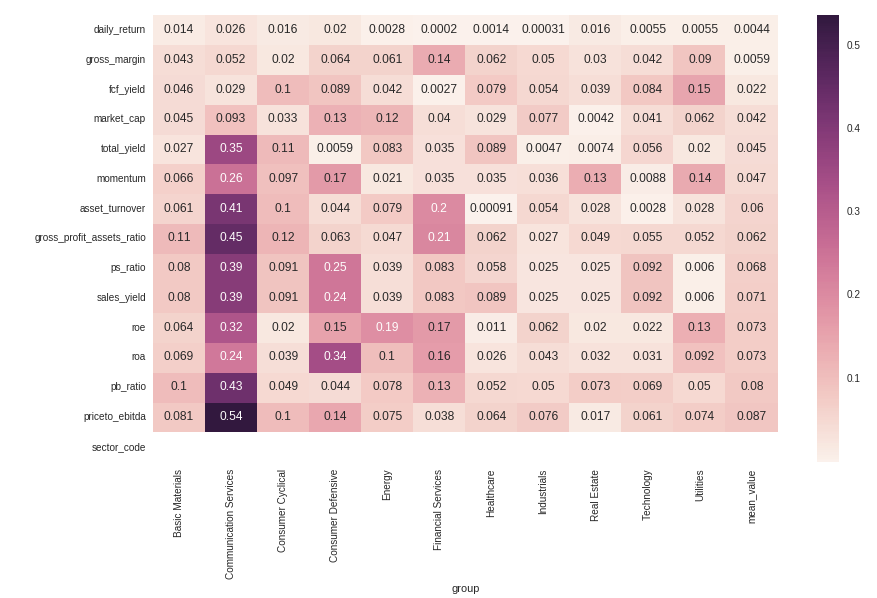 daily_return 0.014 0.026 0.016 0.02 0.0028 0.0002 0.0014 0.00031 0.016 0.0055 0.0055 0.0044
gross_margin 0.043 0.052 0.02 0.064 0.061 0.14 0.062 0.05 0.03 0.042 0.09 0.0059
fcf_yield 0.046 0.029 0.1 0.089 0.042 0.0027 0.079 0.054 0.039 0.084 0.15 0.022
market_cap 0.045 0.093 0.033 0.13 0.12 0.04 0.029 0.077 0.0042 0.041 0.062 0.042
total_yield 0.027 0.35 0.11 0.0059 0.083 0.035 0.089 0.0047 0.0074 0.056 0.02 0.045
momentum 0.066 0.26 0.097 0.17 0.021 0.035 0.035 0.036 0.13 0.0088 0.14 0.047
asset_turnover 0.061 0.41 0.1 0.044 0.079 0.2 0.00091 0.054 0.028 0.0028 0.028 0.06
gross_profit_assets_ratio 0.11 0.45 0.12 0.063 0.047 0.21 0.062 0.027 0.049 0.055 0.052 0.062
ps_ratio 0.08 0.39 0.091 0.25 0.039 0.083 0.058 0.025 0.025 0.092 0.006 0.068
sales_yield 0.08 0.39 0.091 0.24 0.039 0.083 0.089 0.025 0.025 0.092 0.006 0.071
roe 0.064 0.32 0.02 0.15 0.19 0.17 0.011 0.062 0.02 0.022 0.13 0.073
roa 0.069 0.24 0.039 0.34 0.1 0.16 0.026 0.043 0.032 0.031 0.092 0.073
pb_ratio 0.1 0.43 0.049 0.044 0.078 0.13 0.052 0.05 0.073 0.069 0.05 0.08
priceto_ebitda 0.081 0.54 0.1 0.14 0.075 0.038 0.064 0.076 0.017 0.061 0.074 0.087
sector_code
Basic Materials
Communication Services
Consumer Cyclical
Consumer Defensive
Energy
Financial Services
Healthcare
Industrials
Real Estate
Technology
Utilities
mean_value
group
0.5
0.4
0.3
0.2
0.1